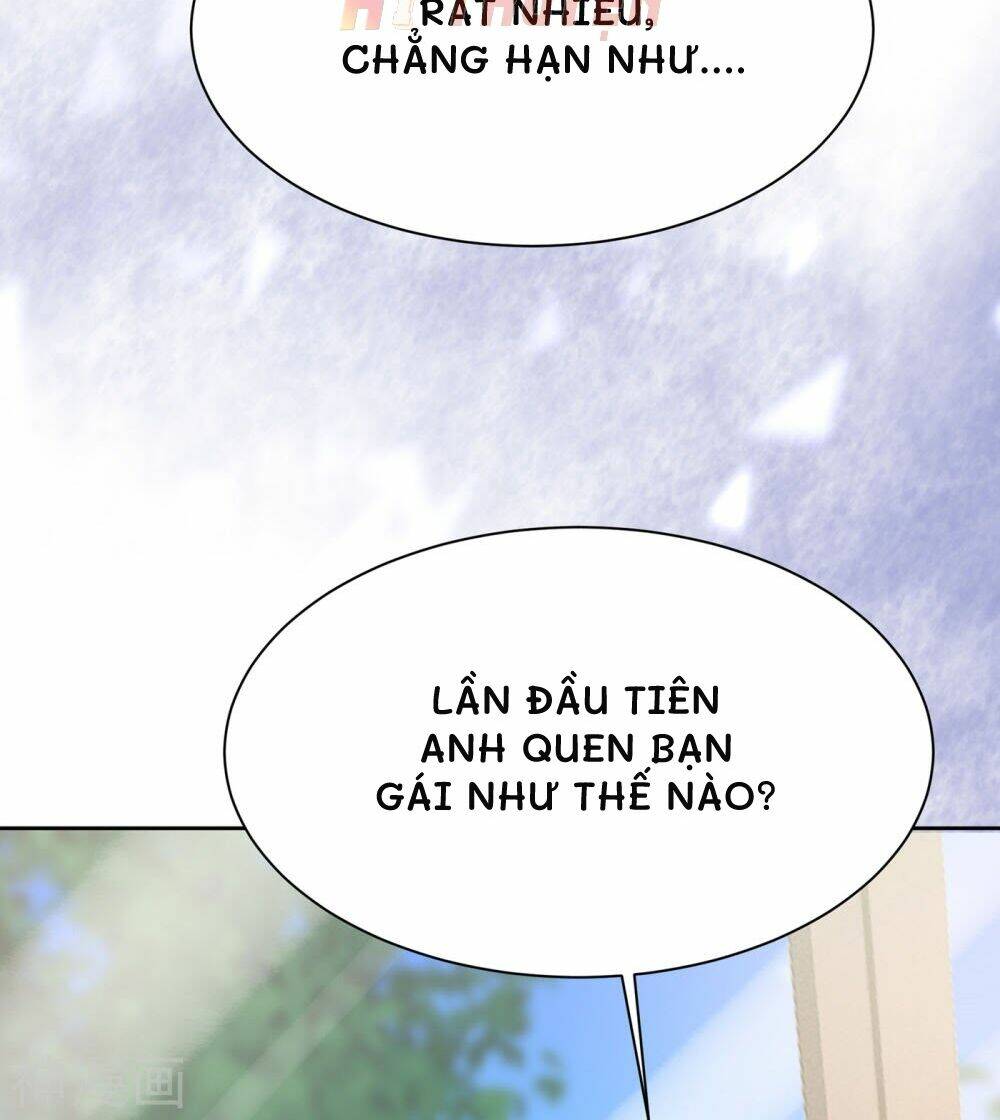 RẤT NHIỀU,
CHẲNG HẠN NHƯ....
LẦN ĐẦU TIÊN
ANH QUEN BẠN
GÁI NHƯ THẾ NÀO?